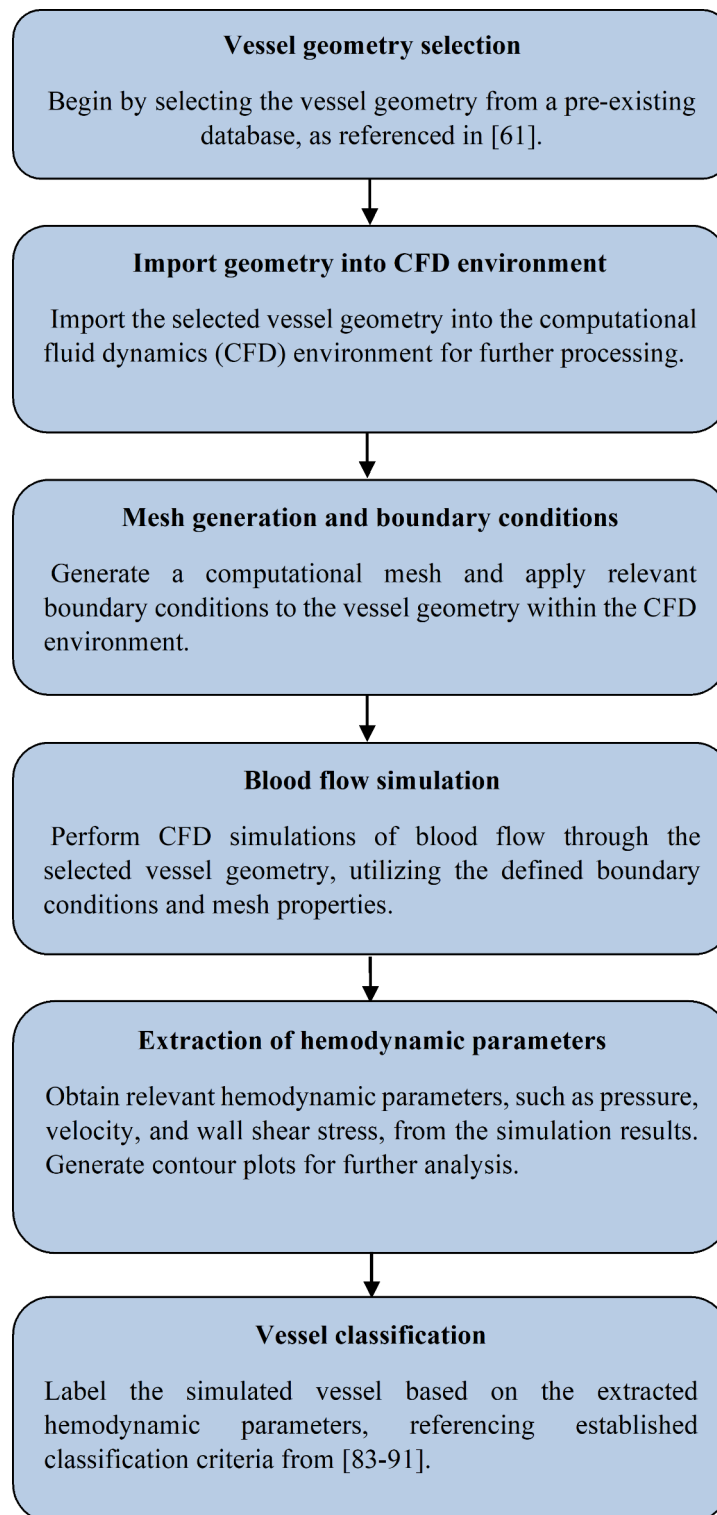 Vessel geometry selection
Begin by selecting the vessel geometry from a pre-existing
database, as referenced in [61].
Import geometry into CFD environment
Import the selected vessel geometry into the computational
fluid dynamics (CFD) environment for further processing.
Mesh generation and boundary conditions
Generate a computational mesh and apply relevant
boundary conditions to the vessel geometry within the CFD
environment.
Blood flow simulation
Perform CFD simulations of blood flow through the
selected vessel geometry, utilizing the defined boundary
conditions and mesh properties.
Extraction of hemodynamic parameters
Obtain relevant hemodynamic parameters, such as pressure,
velocity, and wall shear stress, from the simulation results.
Generate contour plots for further analysis.
Vessel classification
Label the simulated vessel based on the extracted
hemodynamic parameters, referencing established
classification criteria from [83-91].